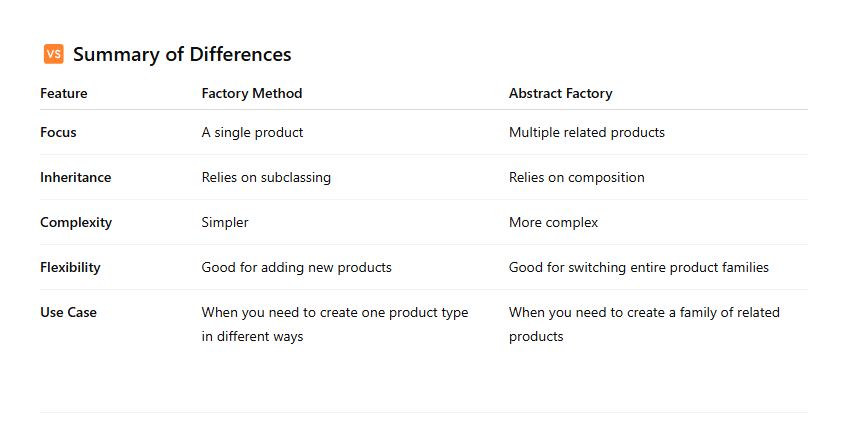 VS Summary of Differences
Feature Factory Method Abstract Factory
Focus A single product Multiple related products
Inheritance Relies on subclassing Relies on composition
Complexity Simpler More complex
Flexibility Good for adding new products Good for switching entire product families
Use Case When you need to create one product type When you need to create a family of related
in different ways products